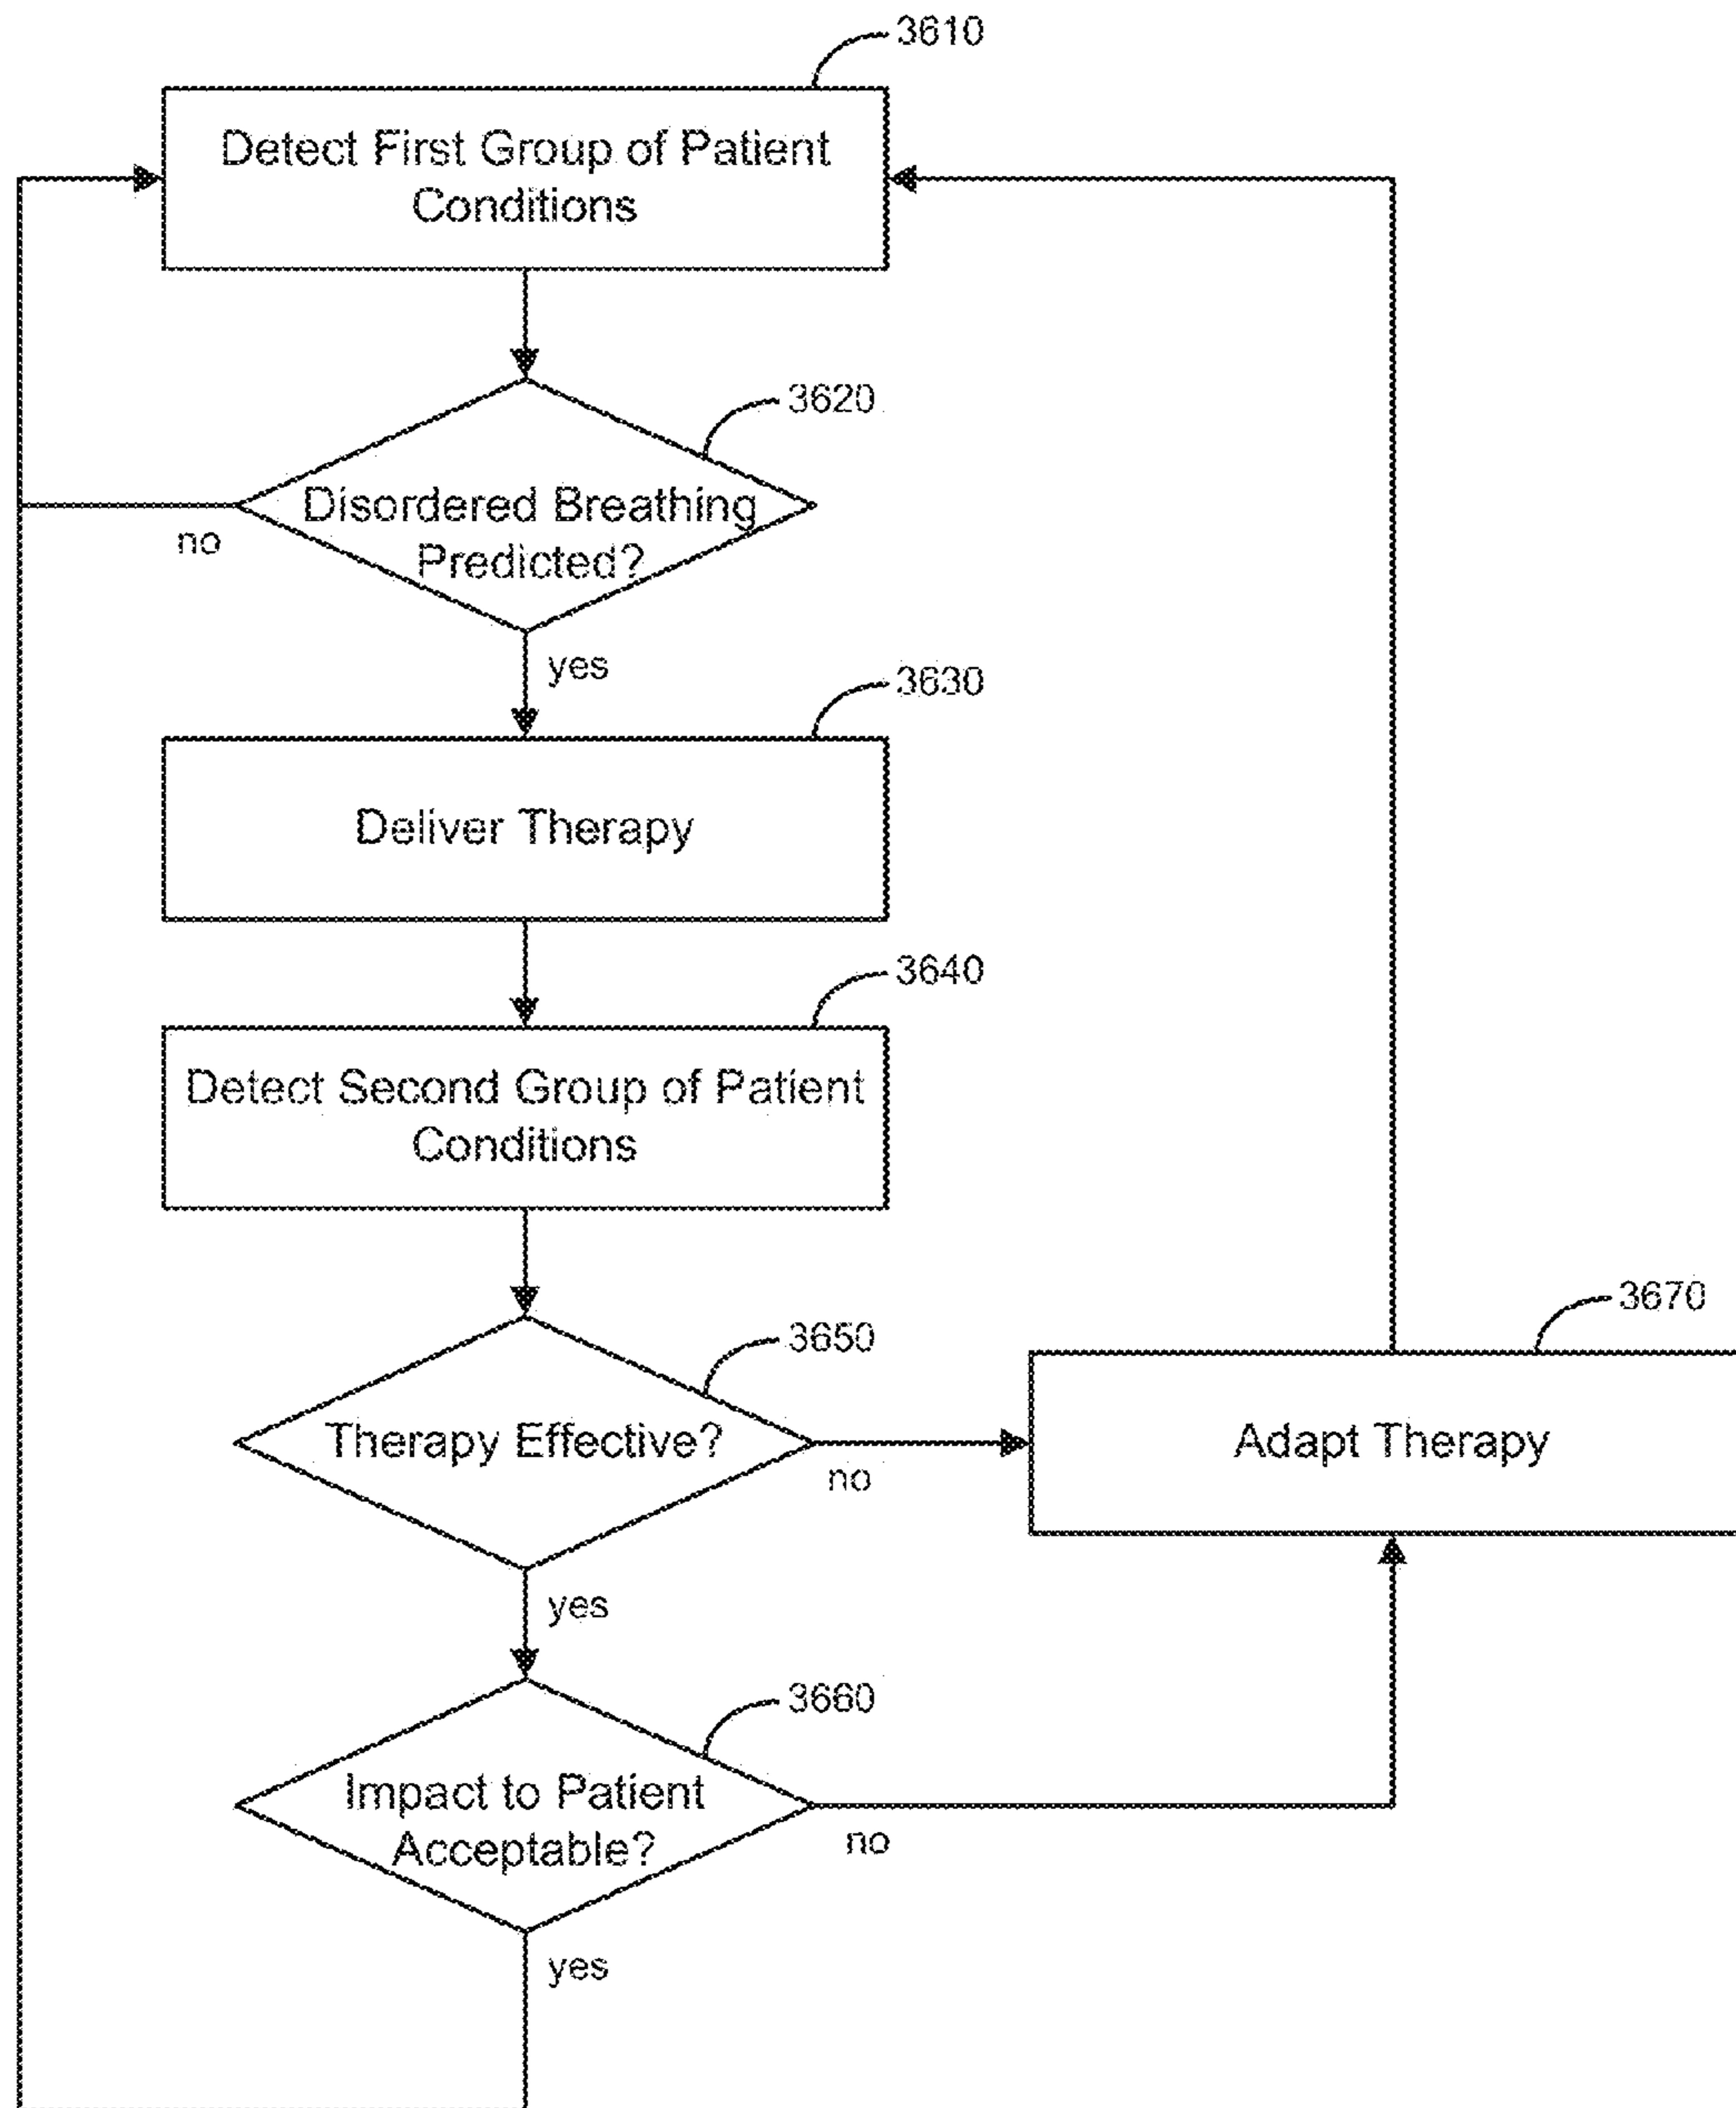 3610
Detect First Group of Patient
Conditions
3620
Disordered Breathing
Predicted?
no
yes
3630
Deliver Therapy
3640
Detect Second Group of Patient
Conditions
3650
Therapy Effective?
no
3670
Adapt Therapy
yes
3660
Impact to Patient
Acceptable?
no
yes